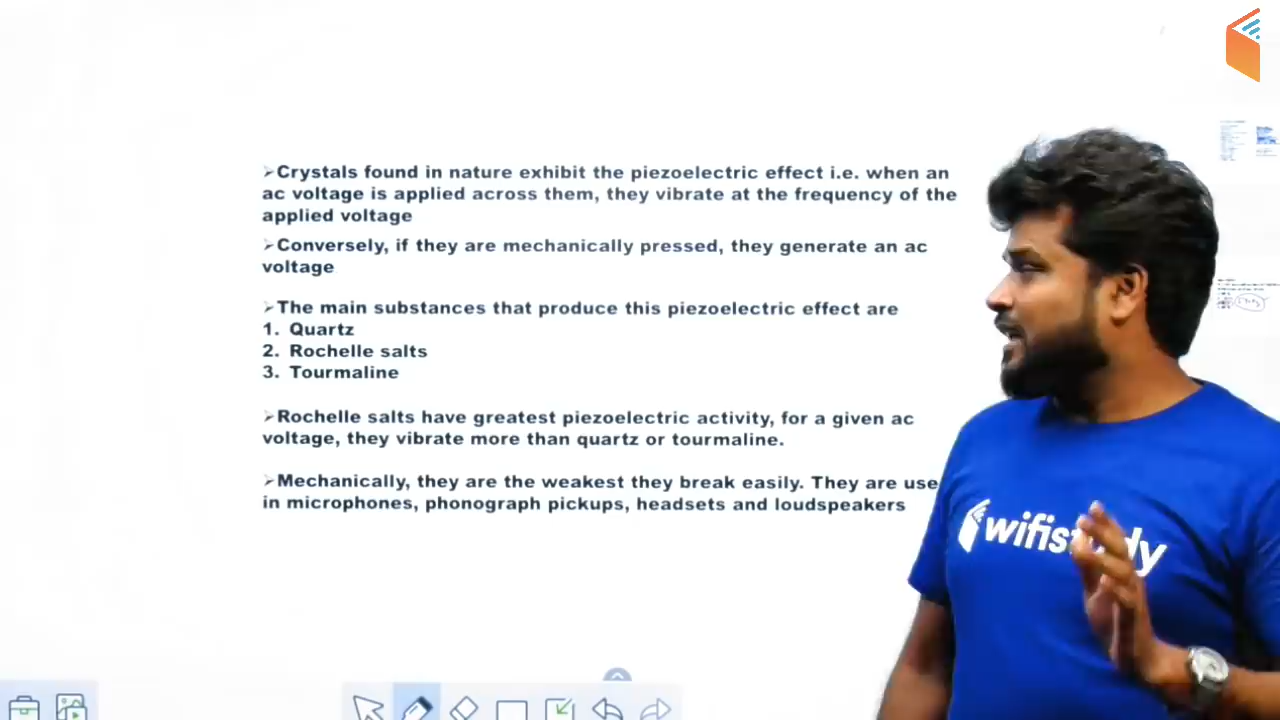 ➢Crystals found in nature exhibit the piezoelectric effect i.e. when an
ac voltage is applied across them, they vibrate at the frequency of the
applied voltage
➢Conversely, if they are mechanically pressed, they generate an ac
voltage
➢The main substances that produce this piezoelectric effect are
1. Quartz
2. Rochelle salts
3. Tourmaline
➢Rochelle salts have greatest piezoelectric activity, for a given ac
voltage, they vibrate more than quartz or tourmaline.
➢Mechanically, they are the weakest they break easily. They are use
in microphones, phonograph pickups, headsets and loudspeakers
wifistudy